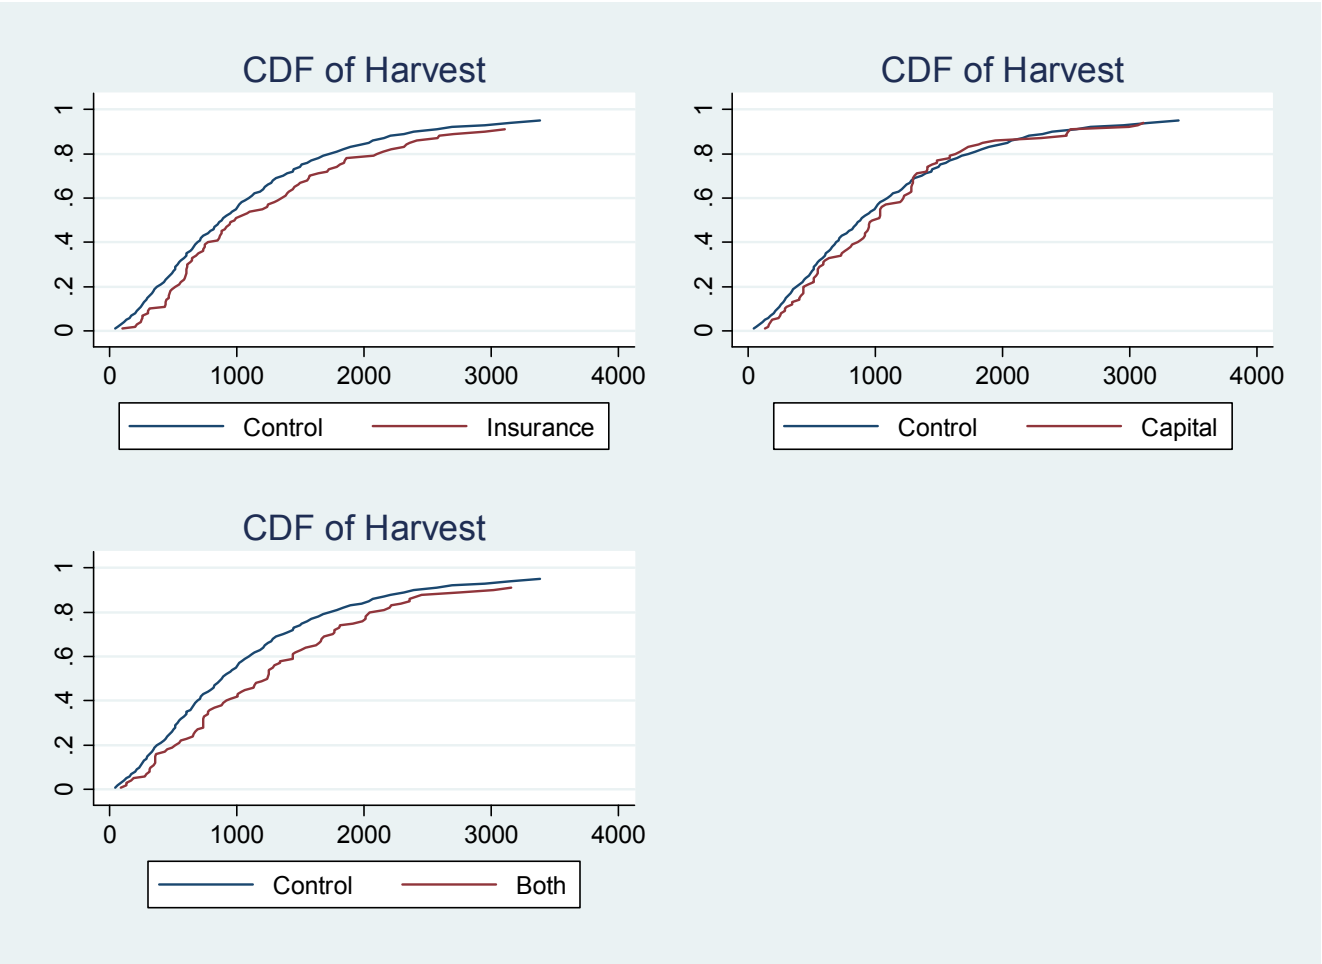 CDF of Harvest
1
.8
.6
.4
.2
0
0 1000 2000 3000 4000
Control Insurance
CDF of Harvest
1
.8
.6
.4
.2
0
0 1000 2000 3000 4000
Control Capital
CDF of Harvest
1
.8
.6
.4
.2
0
0 1000 2000 3000 4000
Control Both